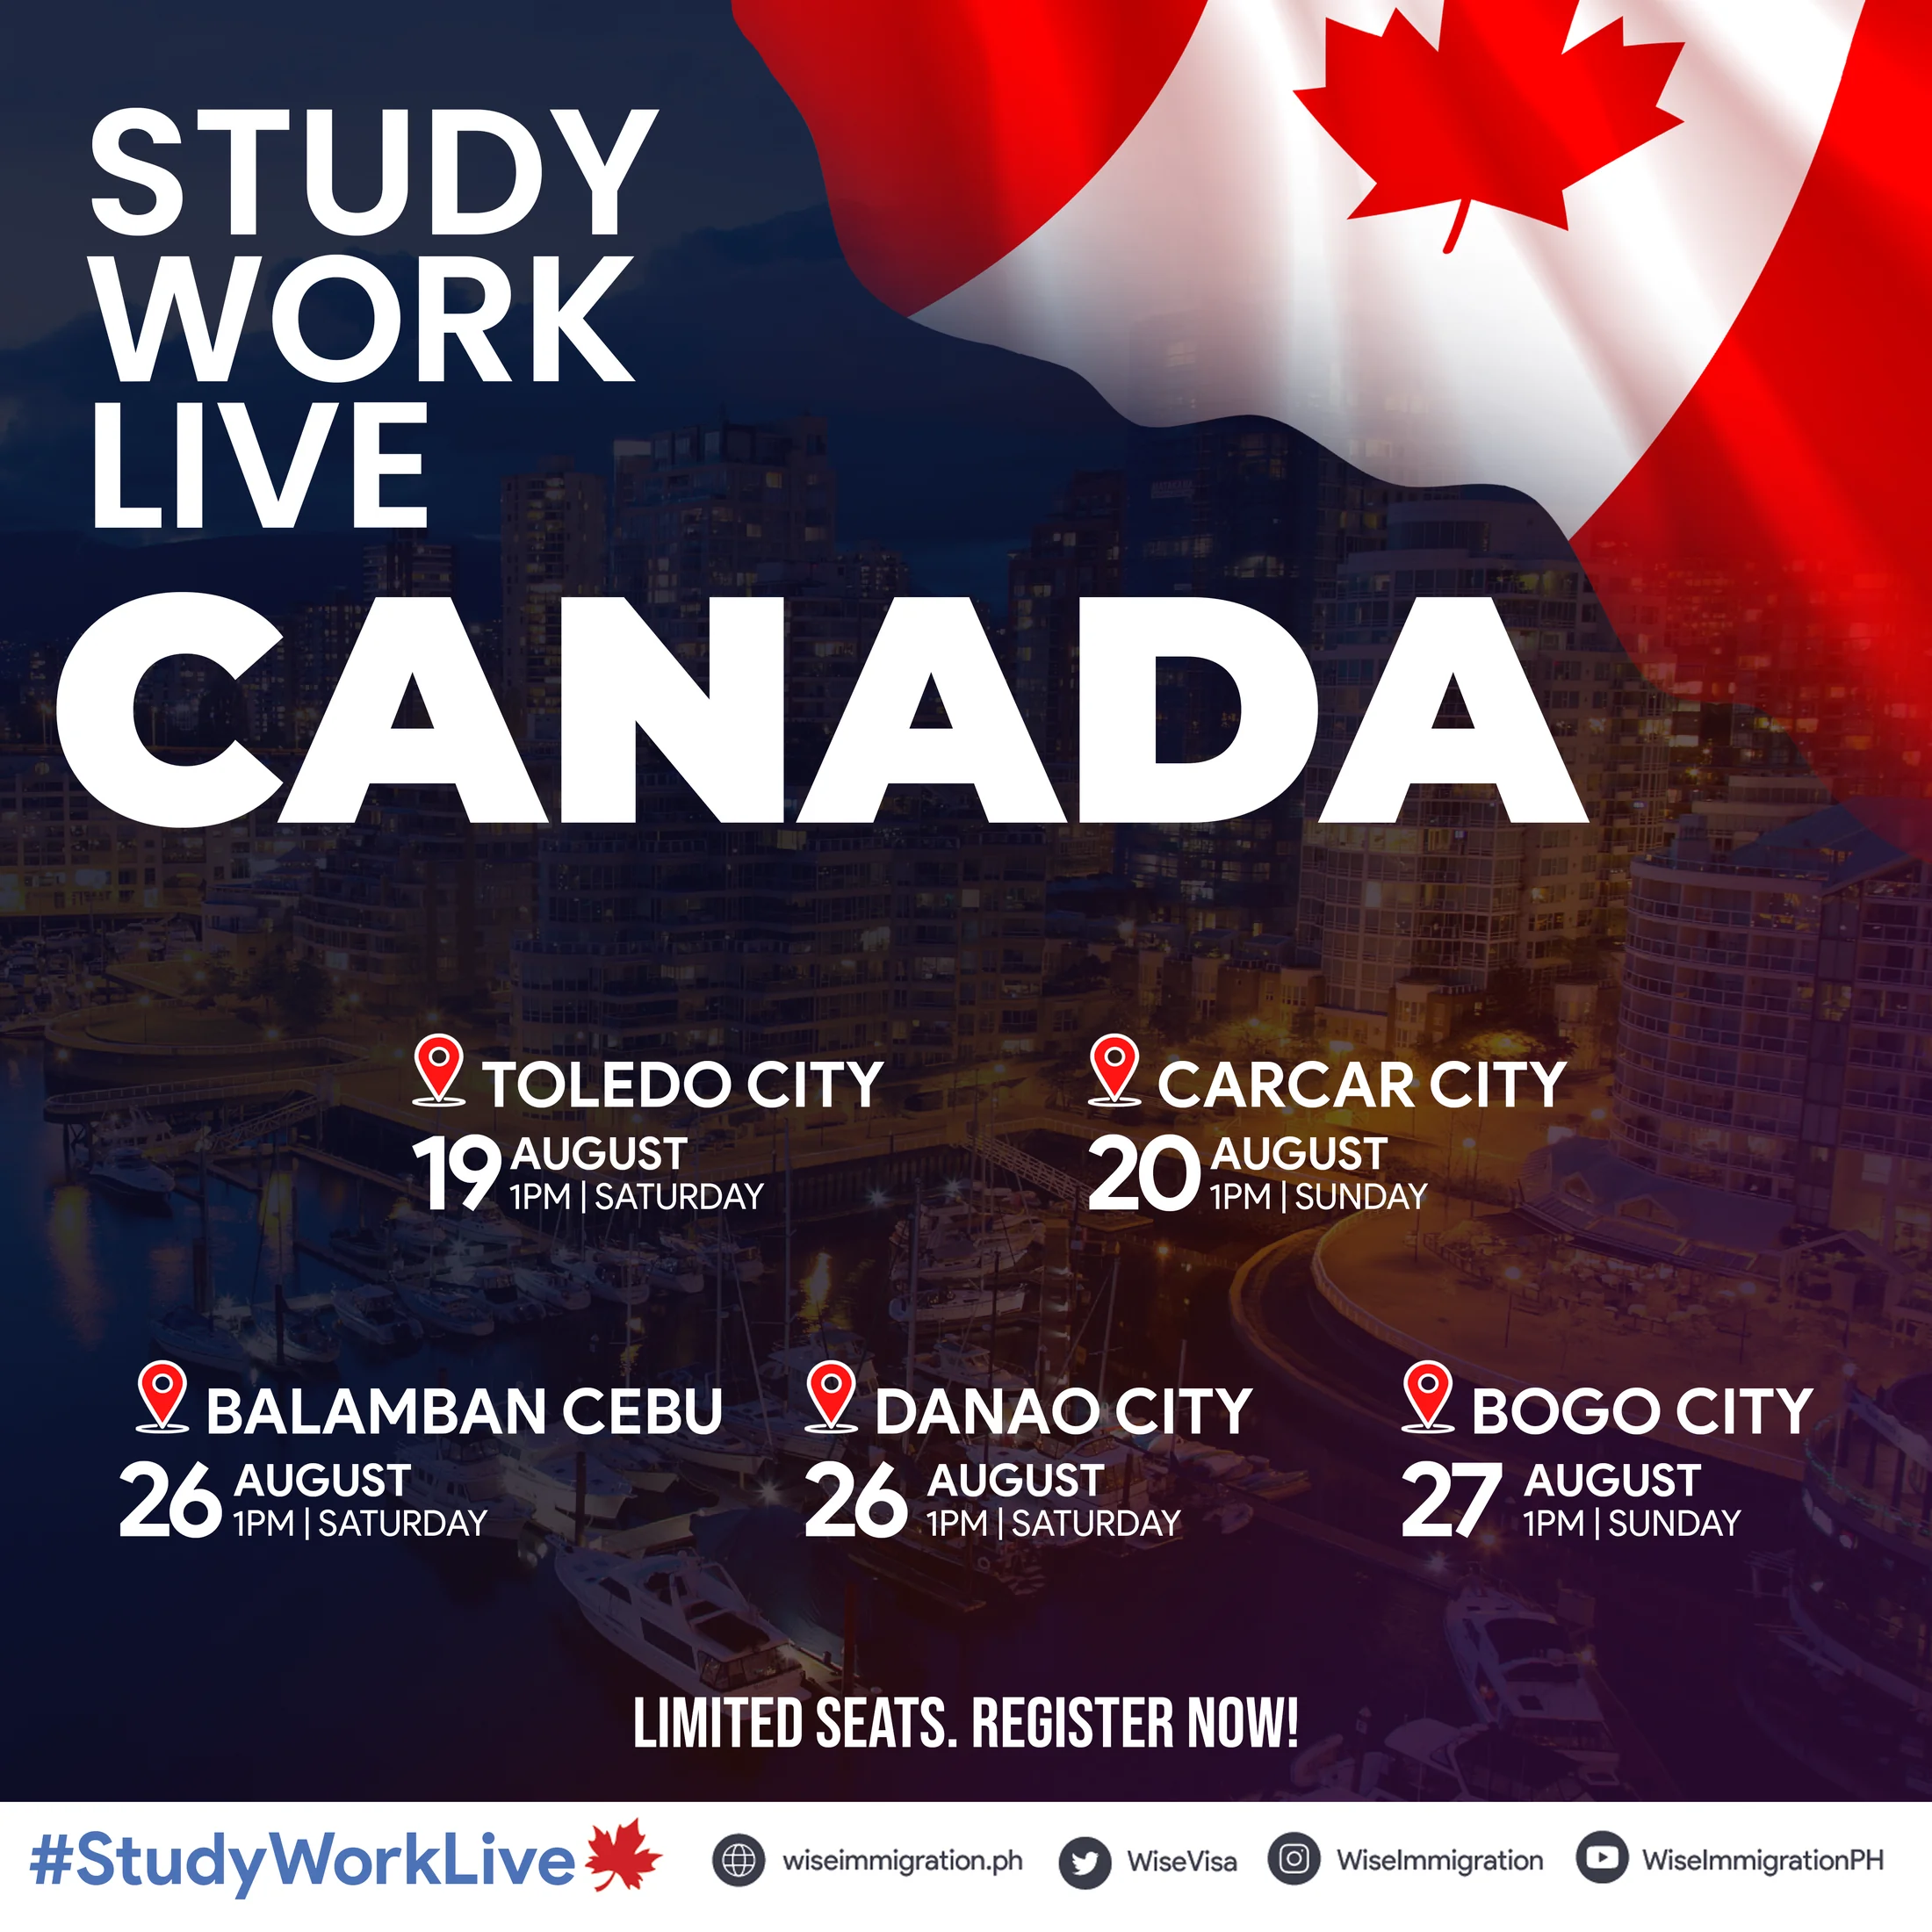 STUDY
WORK
LIVE
CANADA
TOLEDO CITY
19 AUGUST
1PM | SATURDAY
CARCAR CITY
20 AUGUST
1PM | SUNDAY
BALAMBAN CEBU
26 AUGUST
1PM | SATURDAY
DANAO CITY
26 AUGUST
1PM | SATURDAY
BOGO CITY
27 AUGUST
1PM | SUNDAY
LIMITED SEATS. REGISTER NOW!
#StudyWorkLive wiseimmigration.ph WiseVisa WiseImmigration WiseImmigrationPH